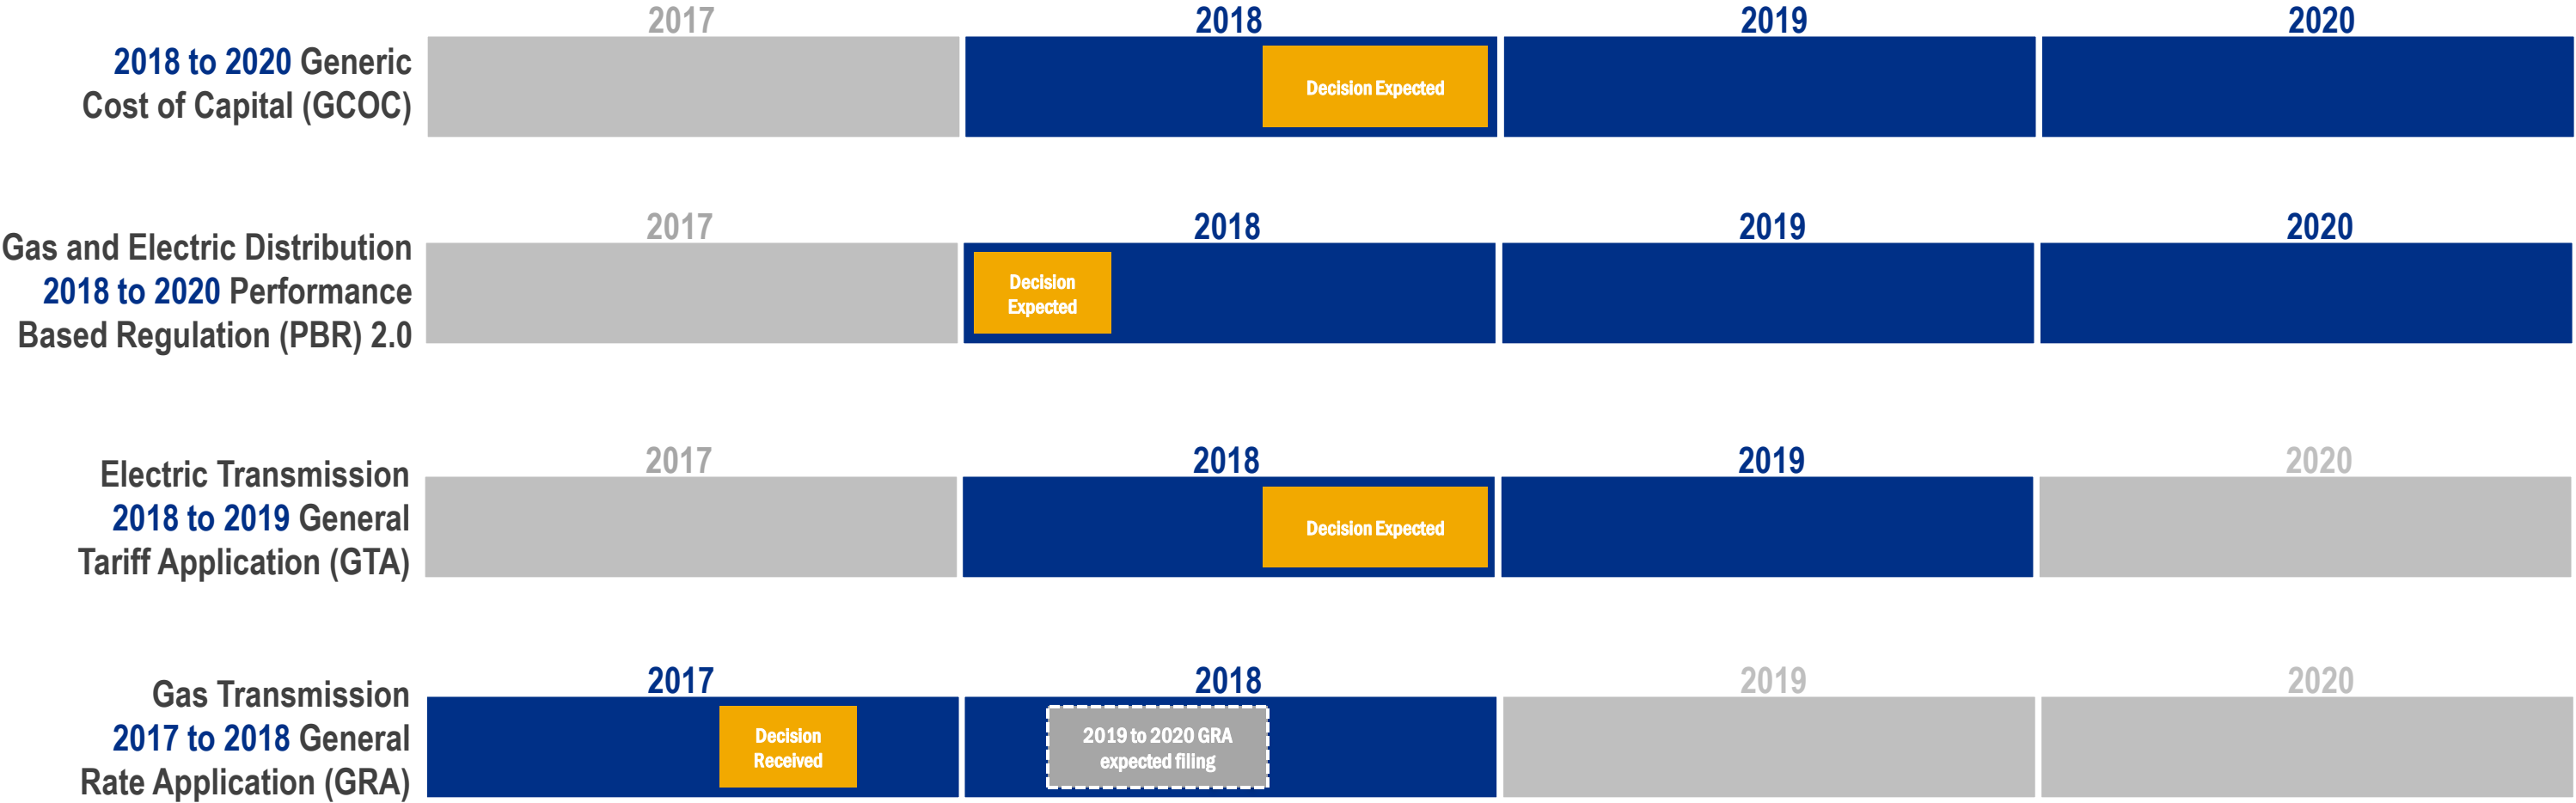 2017 2018 2019 2020
2018 to 2020 Generic
Cost of Capital (GCOC)
Decision Expected
2017 2018 2019 2020
Gas and Electric Distribution
2018 to 2020 Performance
Based Regulation (PBR) 2.0
Decision
Expected
2017 2018 2019 2020
Electric Transmission
2018 to 2019 General
Tariff Application (GTA)
Decision Expected
2017 2018 2019 2020
Gas Transmission
2017 to 2018 General
Rate Application (GRA)
Decision
Received
2019 to 2020 GRA
expected filing